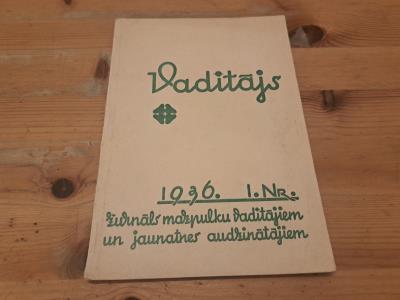 Vadītājs
1936. 1. Nr.
žurnāls mazpulku vadītājiem
un jaunatnes audzinātājiem